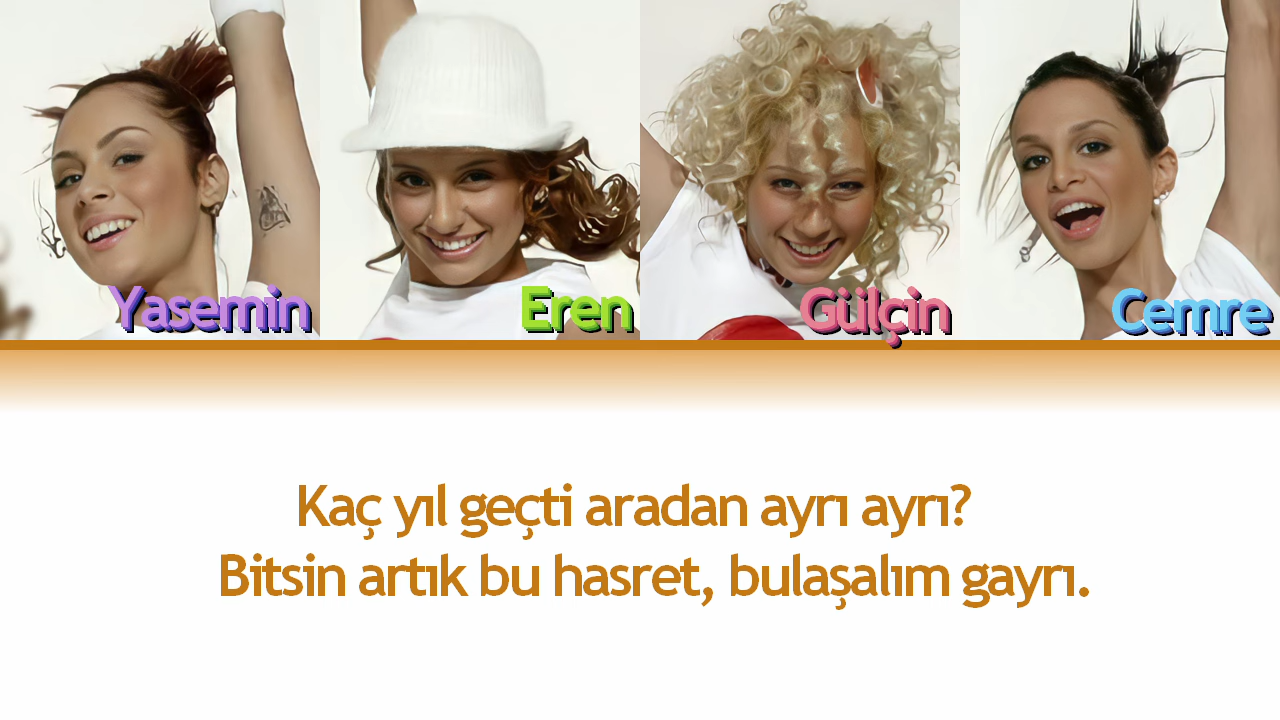 Yasemin
Eren
Gülçin
Cemre
Kaç yıl geçti aradan ayrı ayrı?
Bitsin artık bu hasret, bulaşalım gayrı.